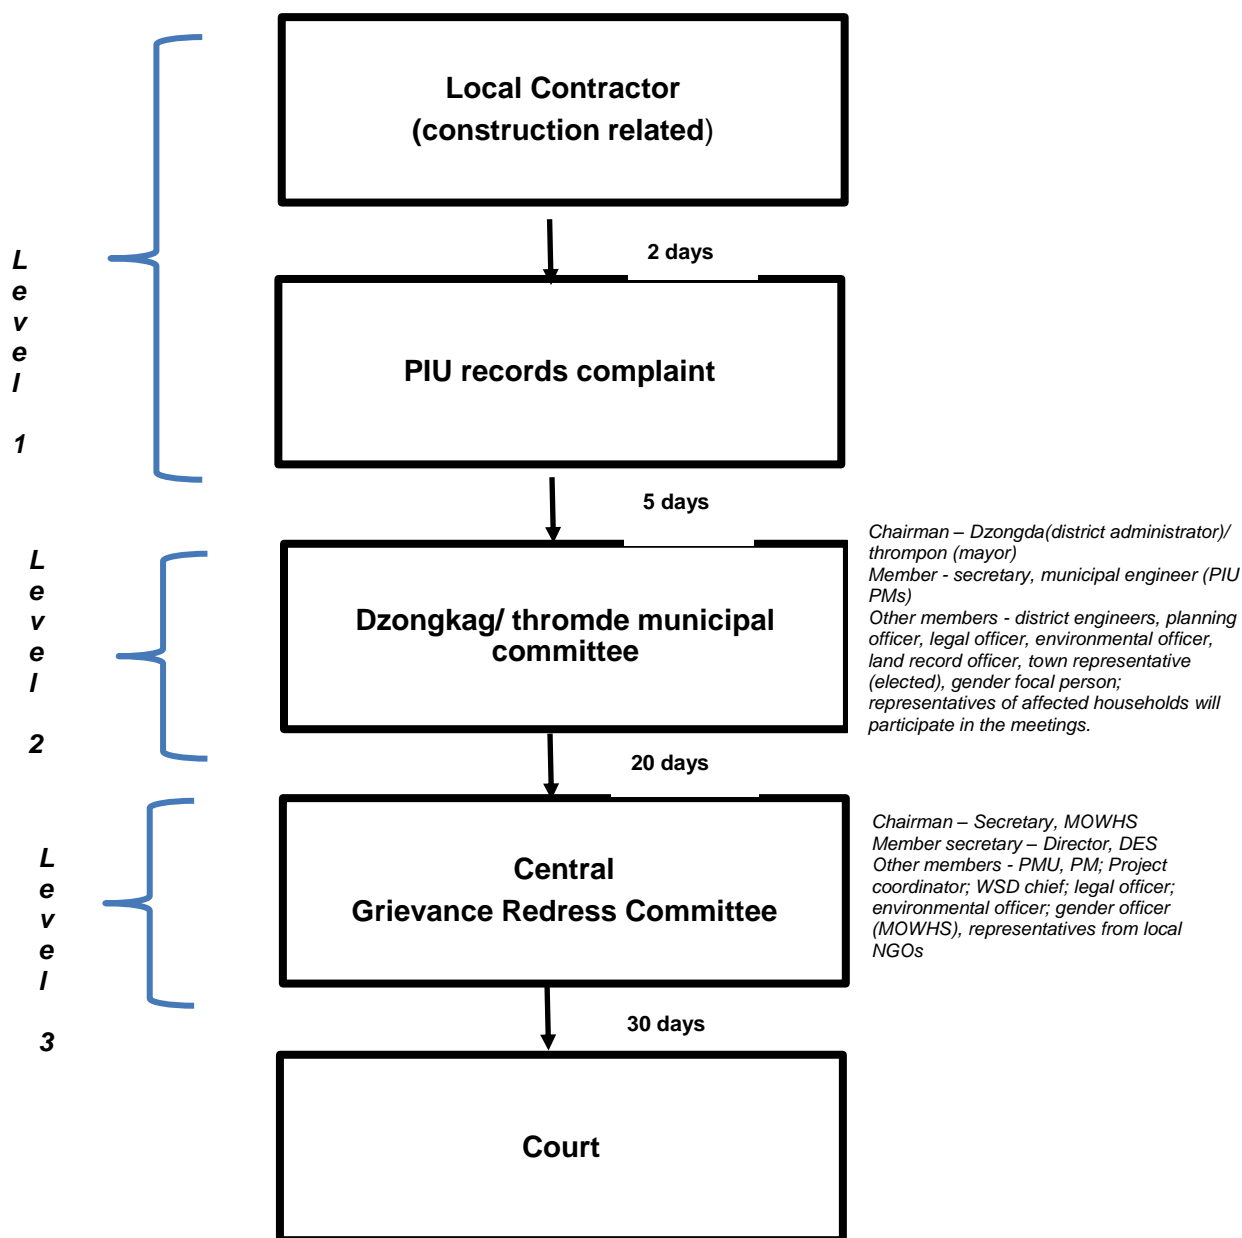 Local Contractor
(construction related)
2 days
Level 1
PIU records complaint
5 days
Level 2
Dzongkag/ thromde municipal
committee
Chairman – Dzongda(district administrator)/
thrompon (mayor)
Member - secretary, municipal engineer (PIU
PMs)
Other members - district engineers, planning
officer, legal officer, environmental officer,
land record officer, town representative
(elected), gender focal person;
representatives of affected households will
participate in the meetings.
20 days
Level 3
Central
Grievance Redress Committee
Chairman – Secretary, MOWHS
Member secretary – Director, DES
Other members - PMU, PM; Project
coordinator; WSD chief; legal officer;
environmental officer; gender officer
(MOWHS), representatives from local
NGOs
30 days
Court